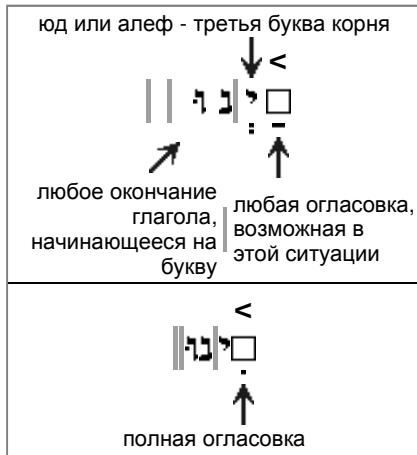 юд или алеф - третья буква корня
<
□ַ יְ נ וּ
любое окончание
глагола,
начинающееся на
букву
любая огласовка,
возможная в
этой ситуации
<
□ִינוּ
полная огласовка